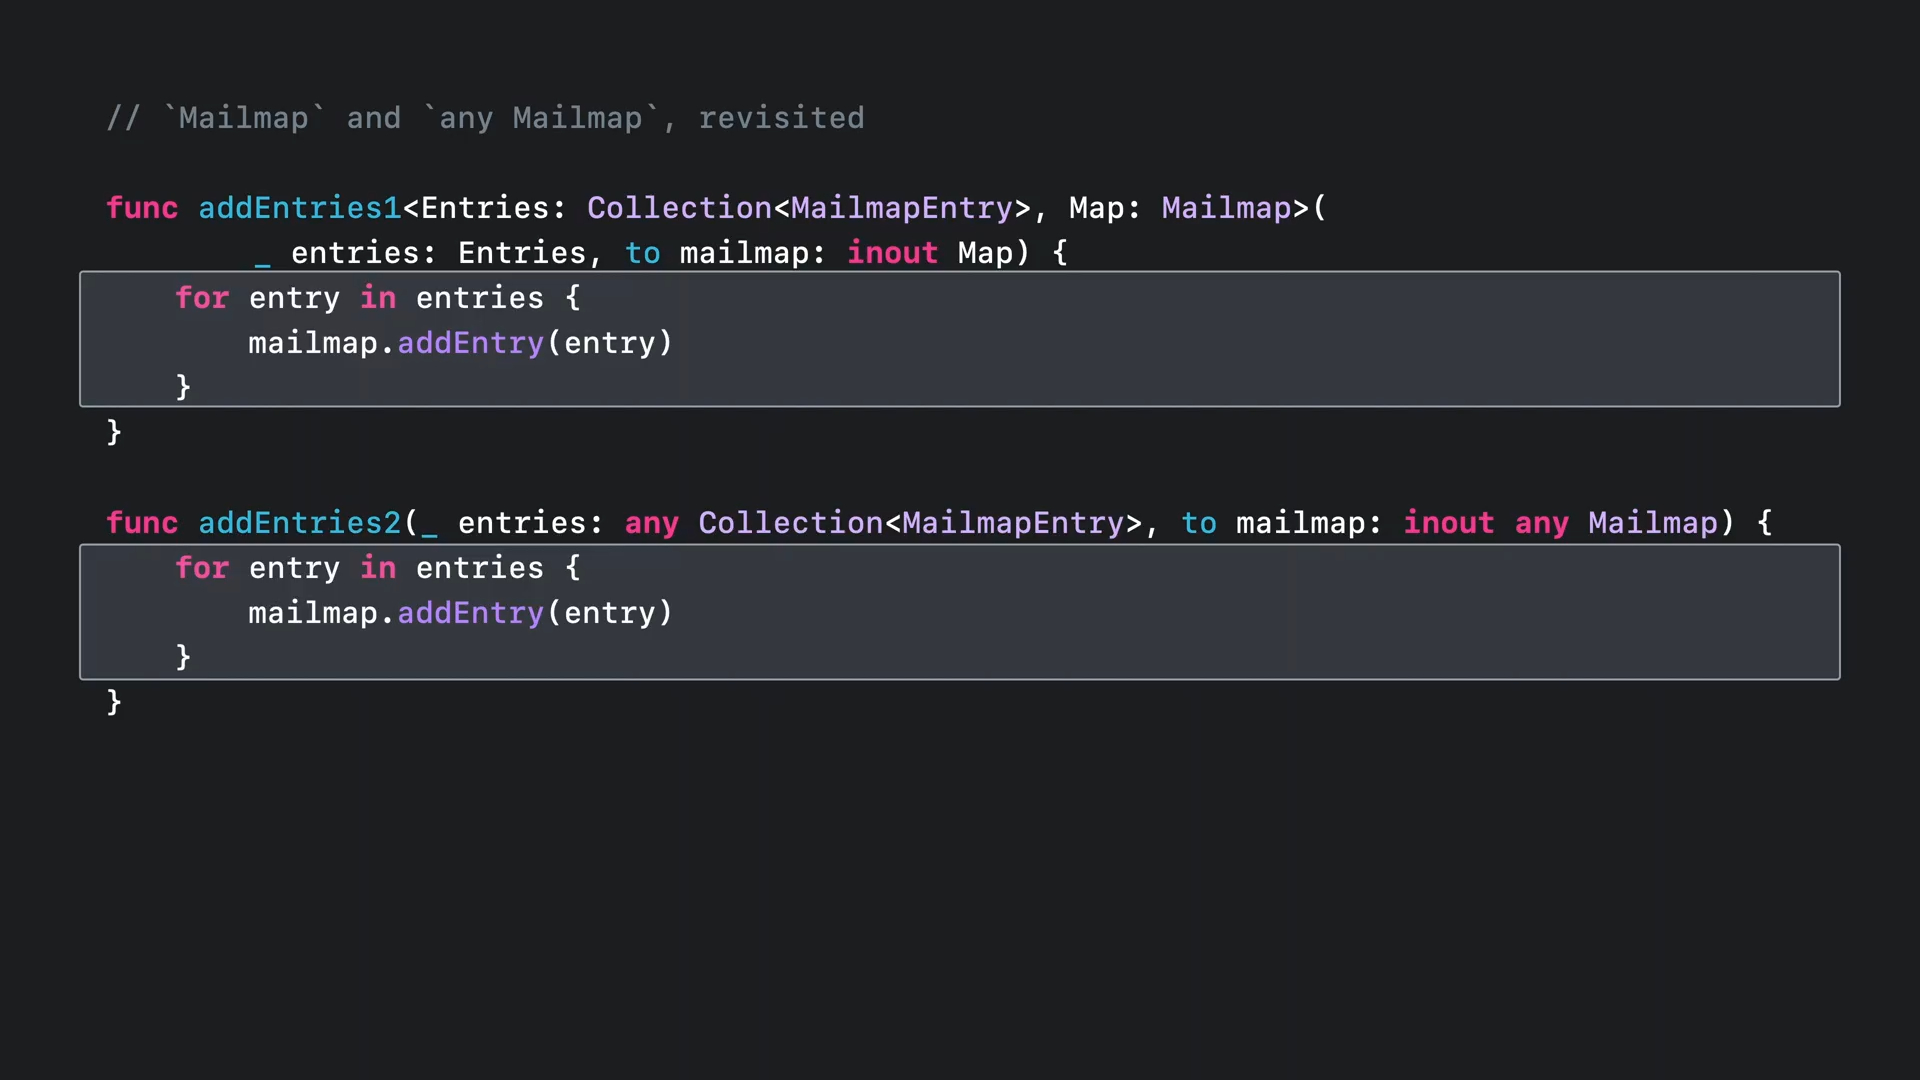 // `Mailmap` and `any Mailmap`, revisited
func addEntries1<Entries: Collection<MailmapEntry>, Map: Mailmap>(
        _ entries: Entries, to mailmap: inout Map) {
    for entry in entries {
        mailmap.addEntry(entry)
    }
}
func addEntries2(_ entries: any Collection<MailmapEntry>, to mailmap: inout any Mailmap) {
    for entry in entries {
        mailmap.addEntry(entry)
    }
}